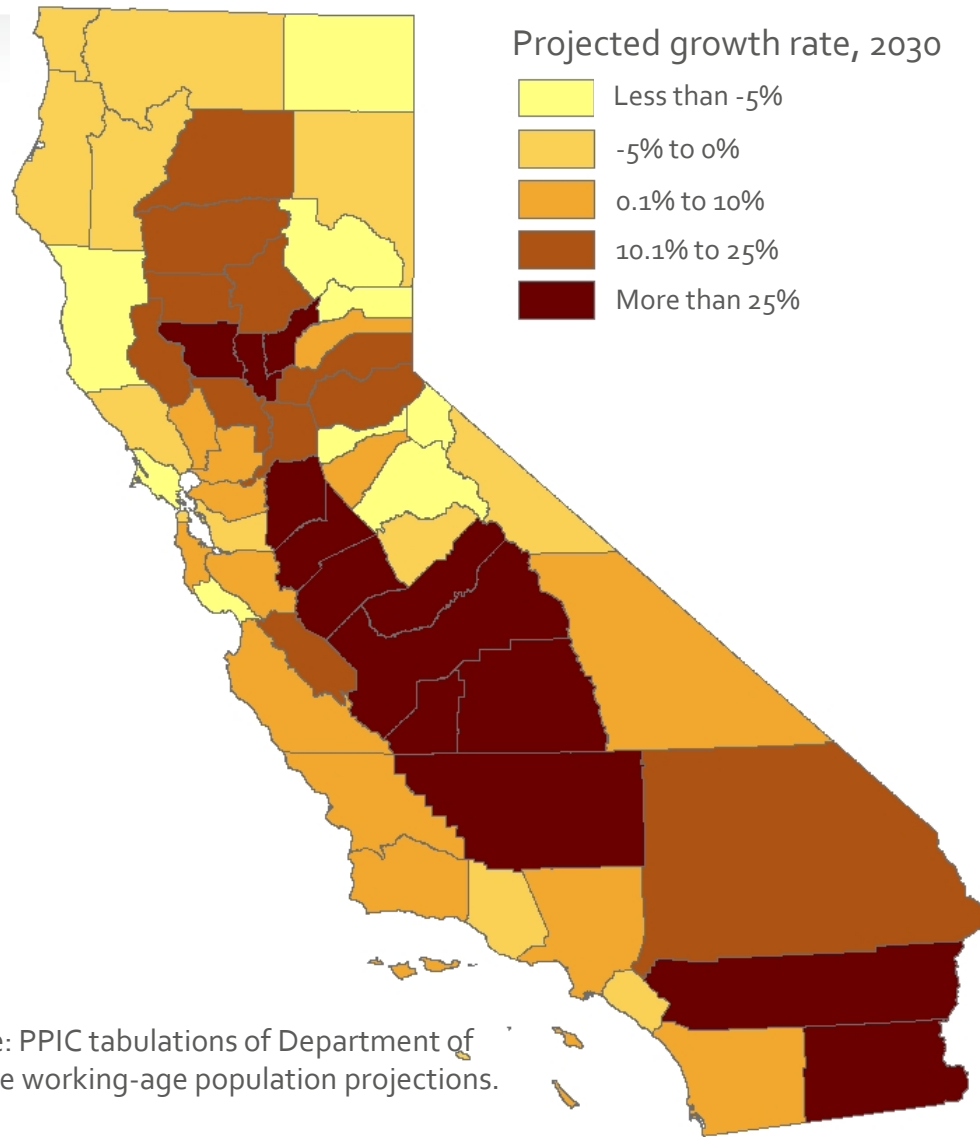 Projected growth rate, 2030
Less than -5%
-5% to 0%
0.1% to 10%
10.1% to 25%
More than 25%
e: PPIC tabulations of Department of
e working-age population projections.